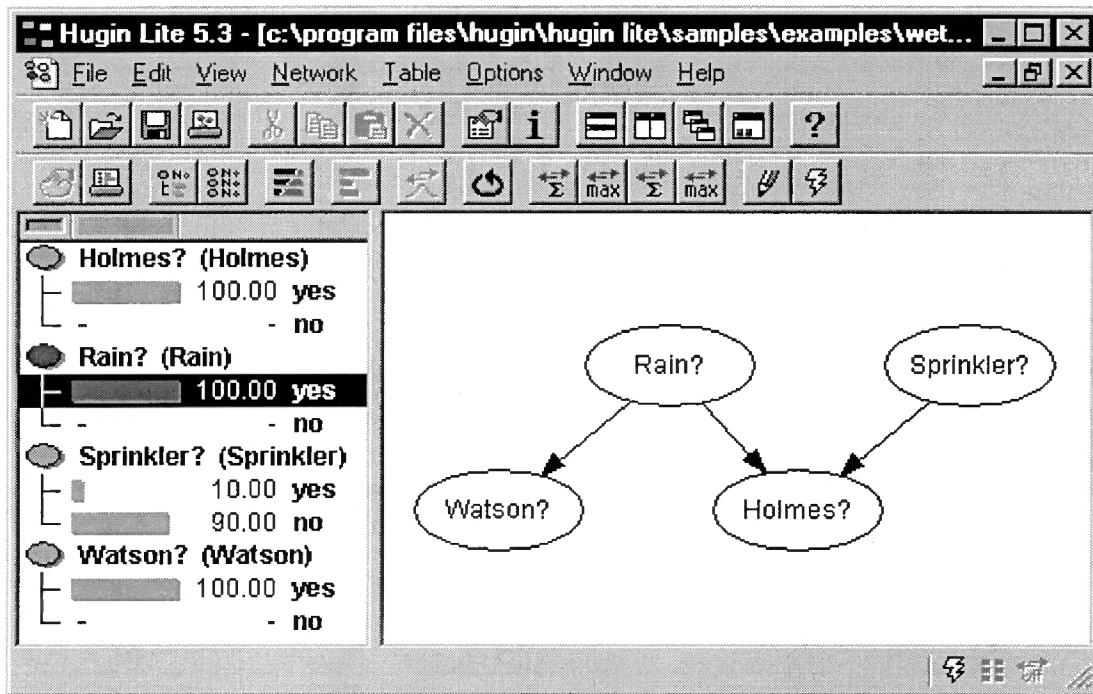 Hugin Lite 5.3 - [c:\program files\hugin\hugin lite\samples\examples\wet...
File Edit View Network Table Options Window Help
i ?
Σ max Σ max
Holmes? (Holmes)
100.00 yes
- - no
Rain? (Rain)
100.00 yes
- - no
Sprinkler? (Sprinkler)
10.00 yes
90.00 no
Watson? (Watson)
100.00 yes
- - no
Rain? Sprinkler?
Watson? Holmes?